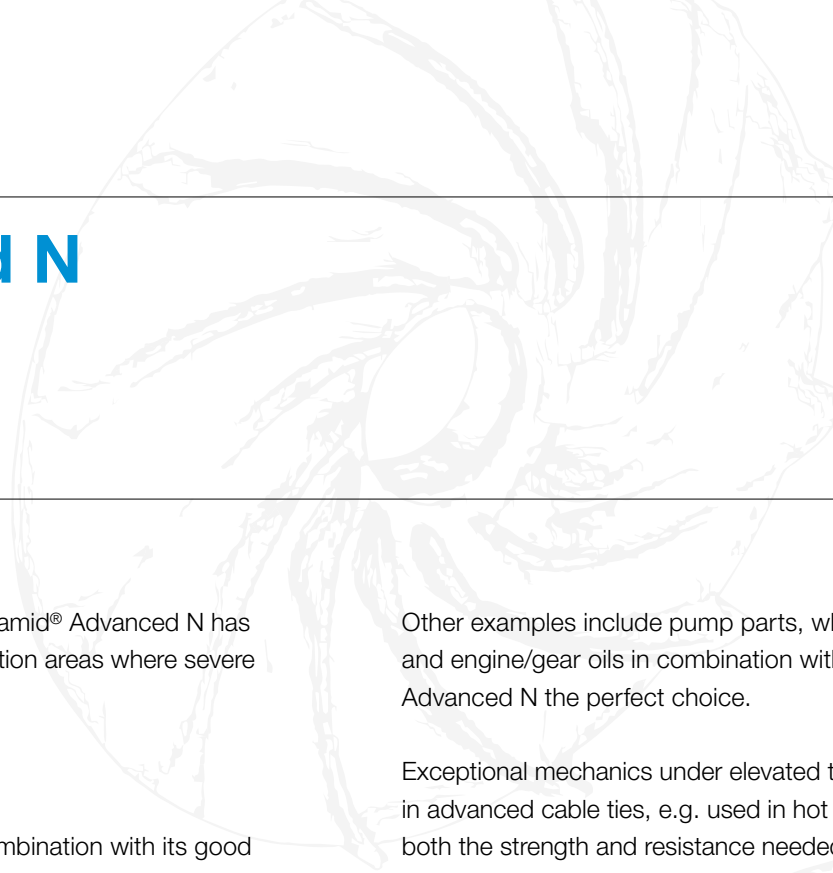 d N
amid® Advanced N has
tion areas where severe
mbination with its good
Other examples include pump parts, wh
and engine/gear oils in combination with
Advanced N the perfect choice.
Exceptional mechanics under elevated t
in advanced cable ties, e.g. used in hot
both the strength and resistance needed